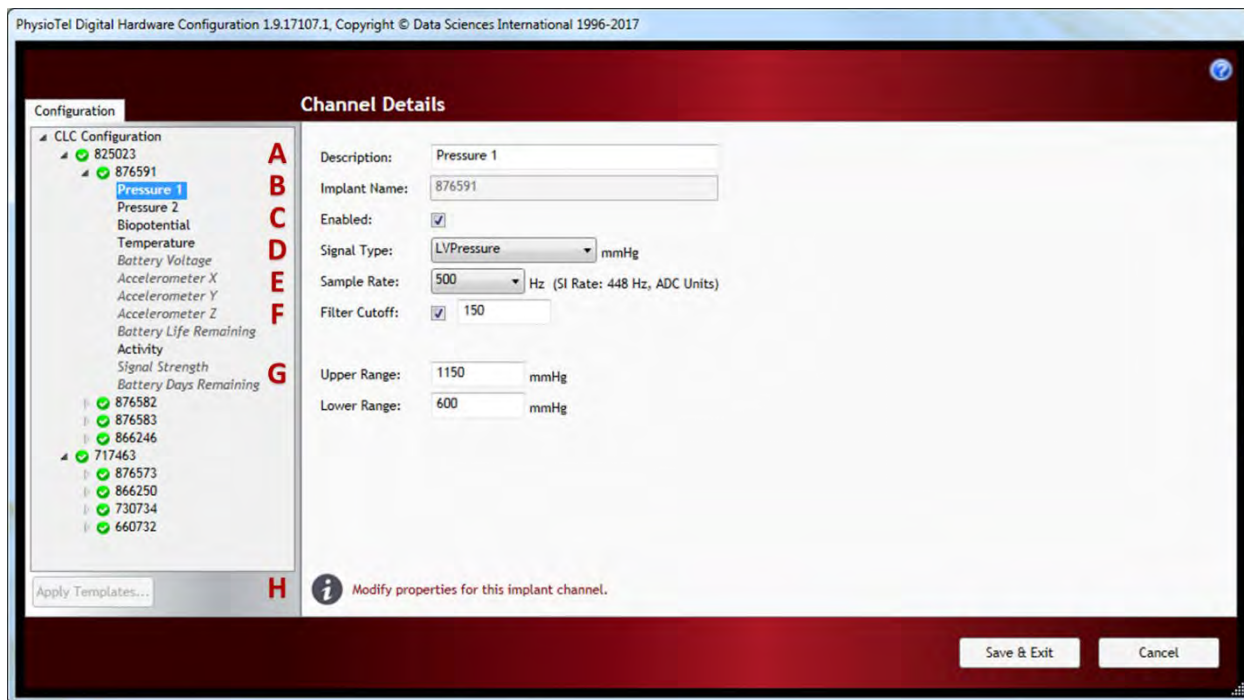 PhysioTel Digital Hardware Configuration 1.9.17107.1, Copyright © Data Sciences International 1996-2017
?
Configuration
Channel Details
CLC Configuration
825023
876591
Pressure 1
Pressure 2
Biopotential
Temperature
Battery Voltage
Accelerometer X
Accelerometer Y
Accelerometer Z
Battery Life Remaining
Activity
Signal Strength
Battery Days Remaining
876582
876583
866246
717463
876573
866250
730734
660732
Apply Templates...
A Description: Pressure 1
B Implant Name: 876591
C Enabled:
D Signal Type: LVPressure mmHg
E Sample Rate: 500 Hz (SI Rate: 448 Hz, ADC Units)
F Filter Cutoff: 150
G Upper Range: 1150 mmHg
Lower Range: 600 mmHg
H i Modify properties for this implant channel.
Save & Exit Cancel